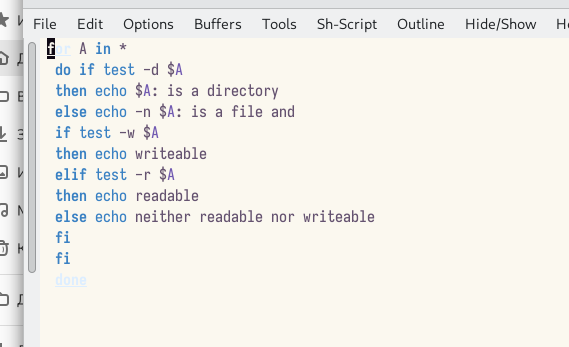 File Edit Options Buffers Tools Sh-Script Outline Hide/Show
for A in *
do if test -d $A
then echo $A: is a directory
else echo -n $A: is a file and
if test -w $A
then echo writeable
elif test -r $A
then echo readable
else echo neither readable nor writeable
fi
fi
done